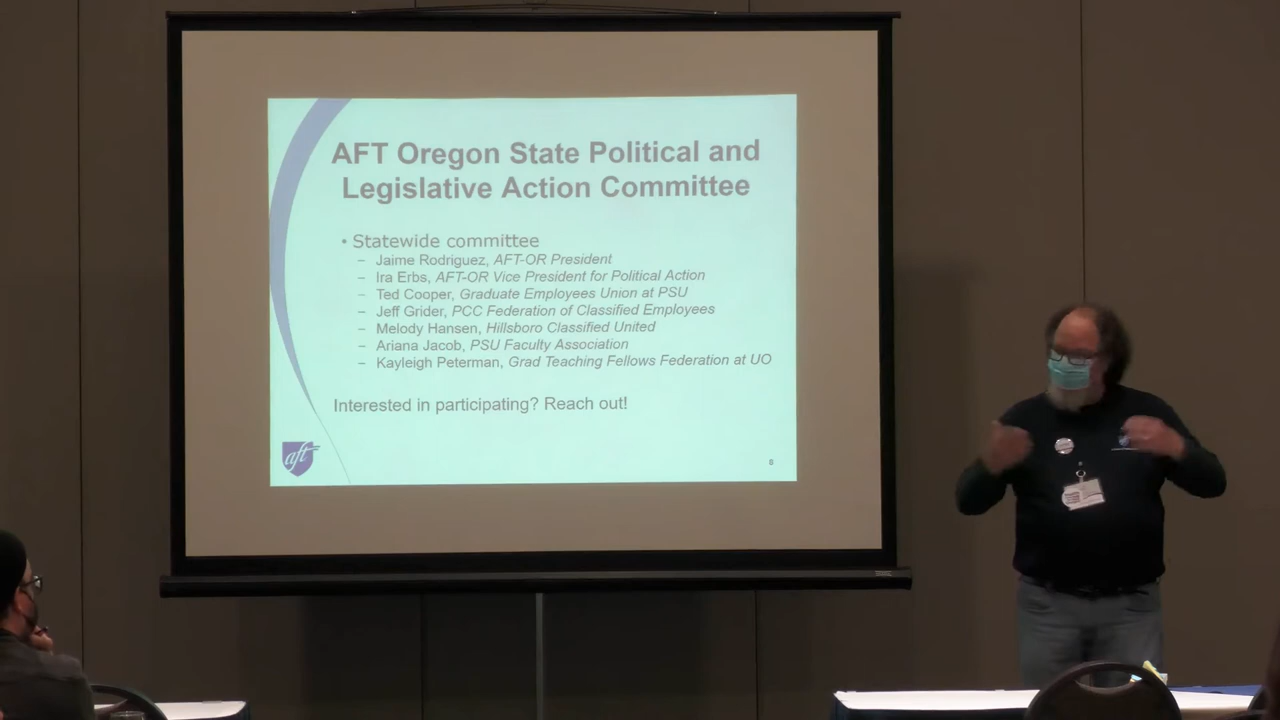 AFT Oregon State Political and
Legislative Action Committee
• Statewide committee
– Jaime Rodriguez, AFT-OR President
– Ira Erbs, AFT-OR Vice President for Political Action
– Ted Cooper, Graduate Employees Union at PSU
– Jeff Grider, PCC Federation of Classified Employees
– Melody Hansen, Hillsboro Classified United
– Ariana Jacob, PSU Faculty Association
– Kayleigh Peterman, Grad Teaching Fellows Federation at UO
Interested in participating? Reach out!
aft